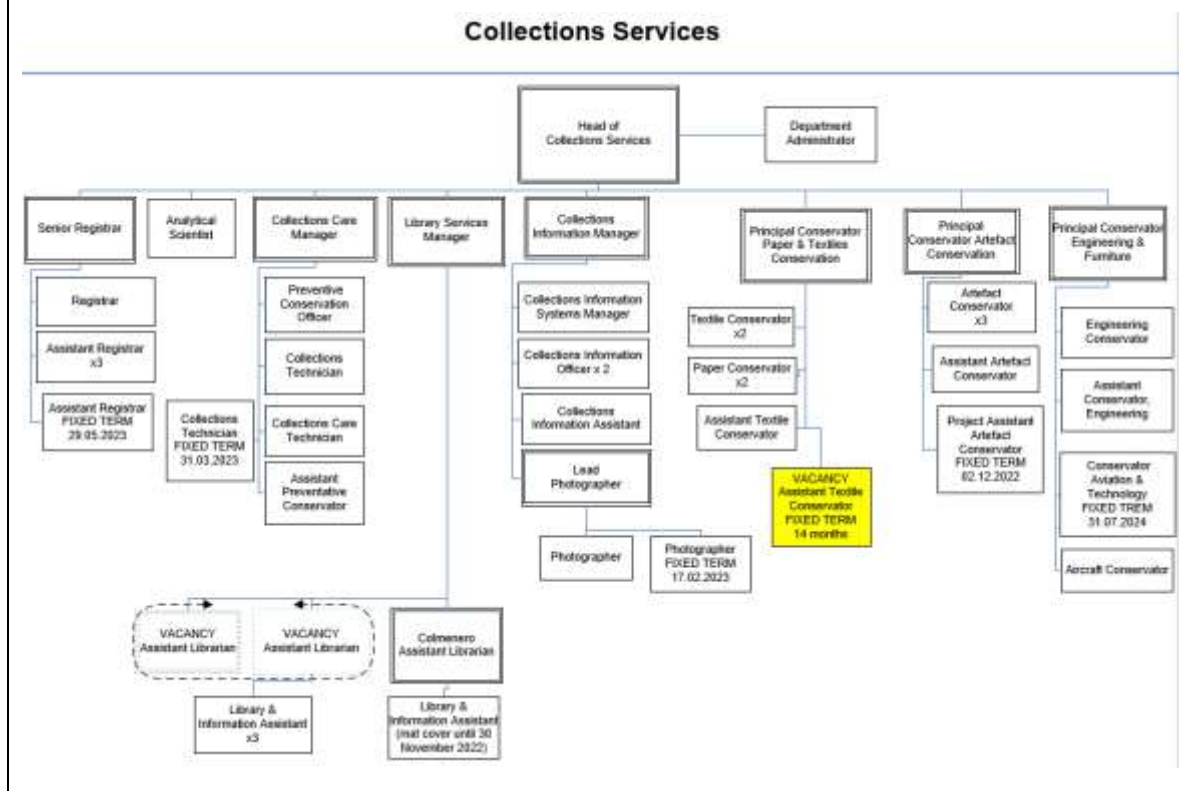 Collections Services
Head of
Collections Services
Department
Administrator
Senior Registrar
Analytical
Scientist
Collections Care
Manager
Library Services
Manager
Collections
Information Manager
Principal Conservator
Paper & Textiles
Conservation
Principal
Conservator Artefact
Conservation
Principal Conservator
Engineering &
Furniture
Registrar
Assistant Registrar
x3
Assistant Registrar
FIXED TERM
29.05.2023
Collections
Technician
FIXED TERM
31.03.2023
Preventive
Conservation
Officer
Collections
Technician
Collections Care
Technician
Assistant
Preventative
Conservator
Collections Information
Systems Manager
Collections Information
Officer x 2
Collections
Information Assistant
Lead
Photographer
Photographer
Photographer
FIXED TERM
17.02.2023
Textile Conservator
x2
Paper Conservator
x2
Assistant Textile
Conservator
VACANCY
Assistant Textile
Conservator
FIXED TERM
14 months
Artefact
Conservator
x3
Assistant Artefact
Conservator
Project Assistant
Artefact
Conservator
FIXED TERM
02.12.2022
Engineering
Conservator
Assistant
Conservator,
Engineering
Conservator
Aviation &
Technology
FIXED TREM
31.07.2024
Aircraft Conservator
VACANCY
Assistant Librarian
VACANCY
Assistant Librarian
Colmenero
Assistant Librarian
Library &
Information Assistant
x3
Library &
Information Assistant
(mat cover until 30
November 2022)